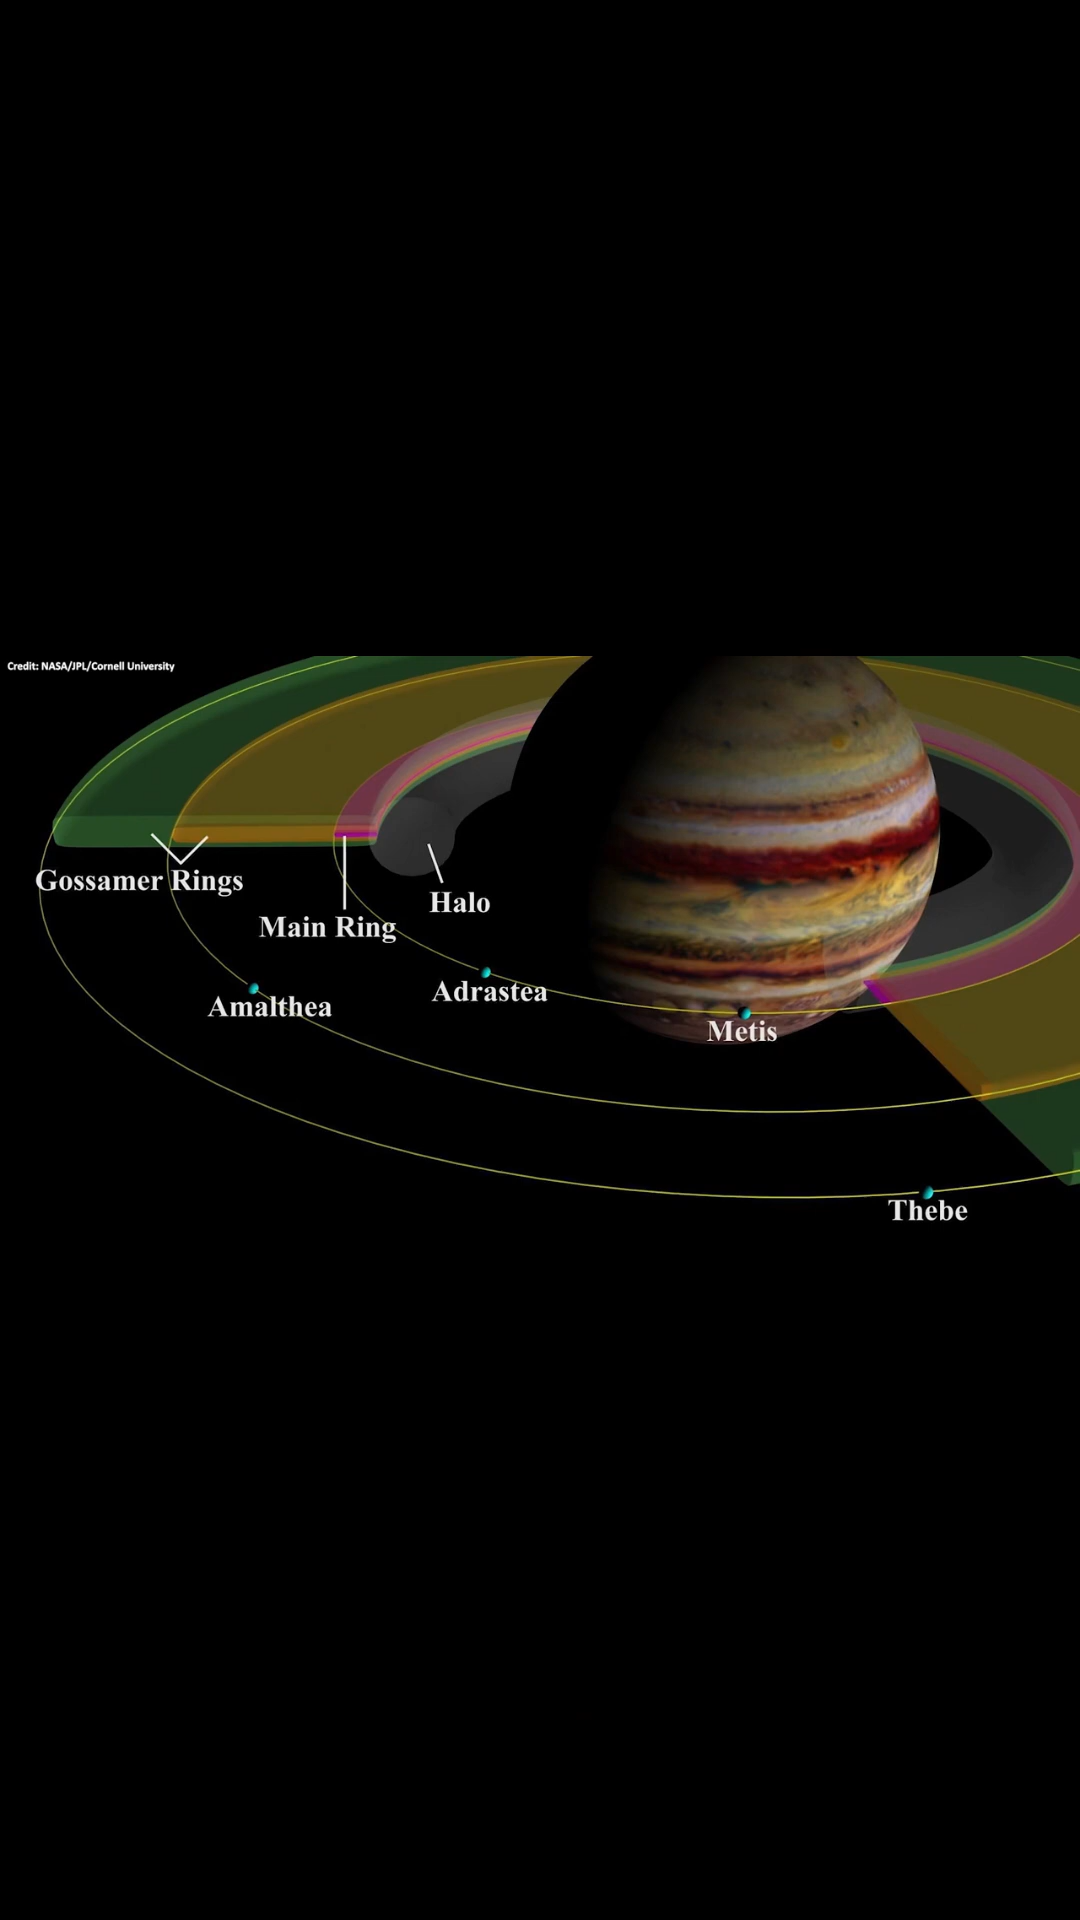 Credit: NASA/JPL/Cornell University
Gossamer Rings
Halo
Main Ring
Adrastea
Amalthea
Metis
Thebe